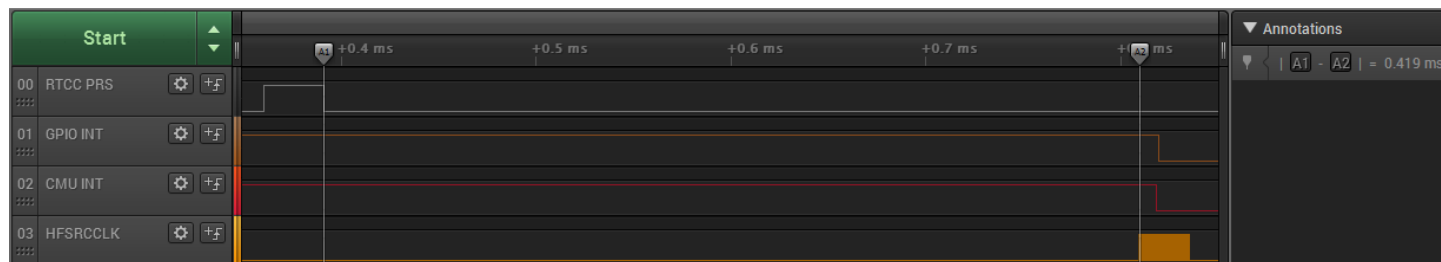 Start
+0.4 ms
+0.5 ms
+0.6 ms
+0.7 ms
ms
A1
A2
Annotations
| A1 - A2 | = 0.419 ms
00 RTCC PRS
01 GPIO INT
02 CMU INT
03 HFSRCCLK